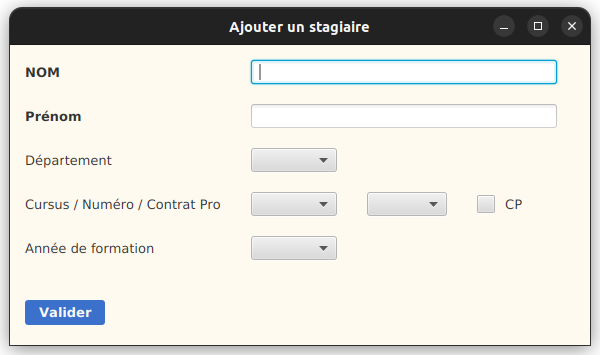 Ajouter un stagiaire
NOM
Prénom
Département
Cursus / Numéro / Contrat Pro CP
Année de formation
Valider